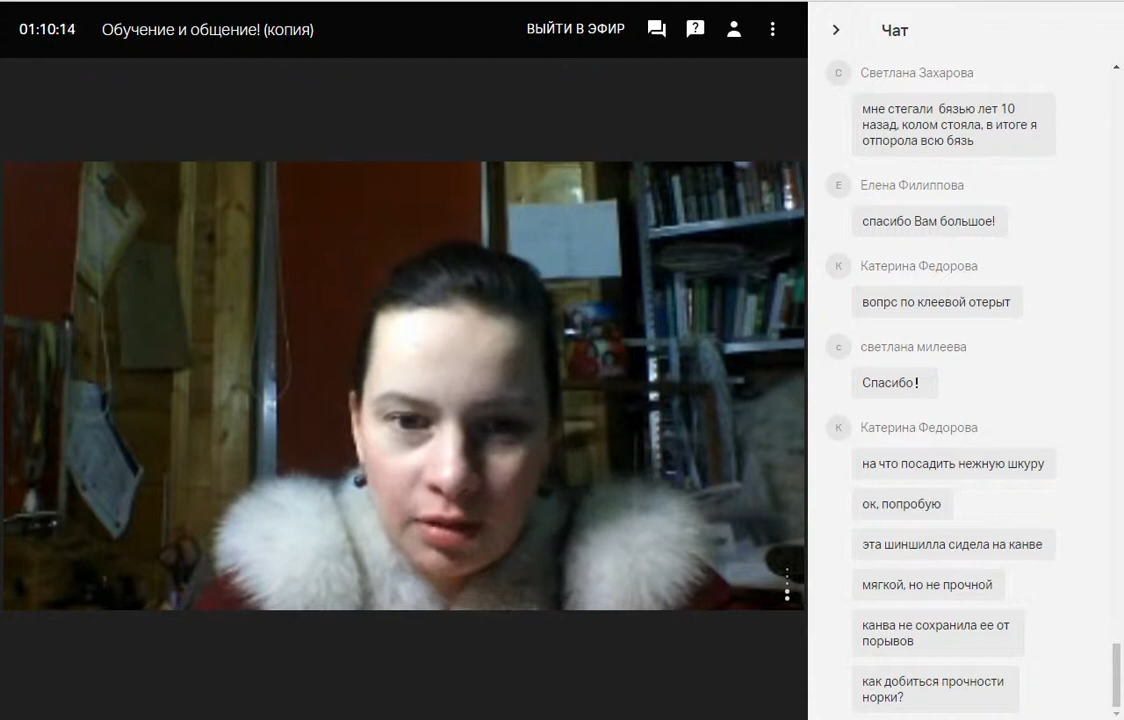 01:10:14
Обучение и общение! (копия)
ВЫЙТИ В ЭФИР
?
Чат
С
Светлана Захарова
мне стегали бязью лет 10
назад, колом стояла, в итоге я
отпорола всю бязь
Е
Елена Филиппова
спасибо Вам большое!
К
Катерина Федорова
вопрс по клеевой отерыт
с
светлана милеева
Спасибо!
К
Катерина Федорова
на что посадить нежную шкуру
ок, попробую
эта шиншилла сидела на канве
мягкой, но не прочной
канва не сохранила ее от
порывов
как добиться прочности
норки?